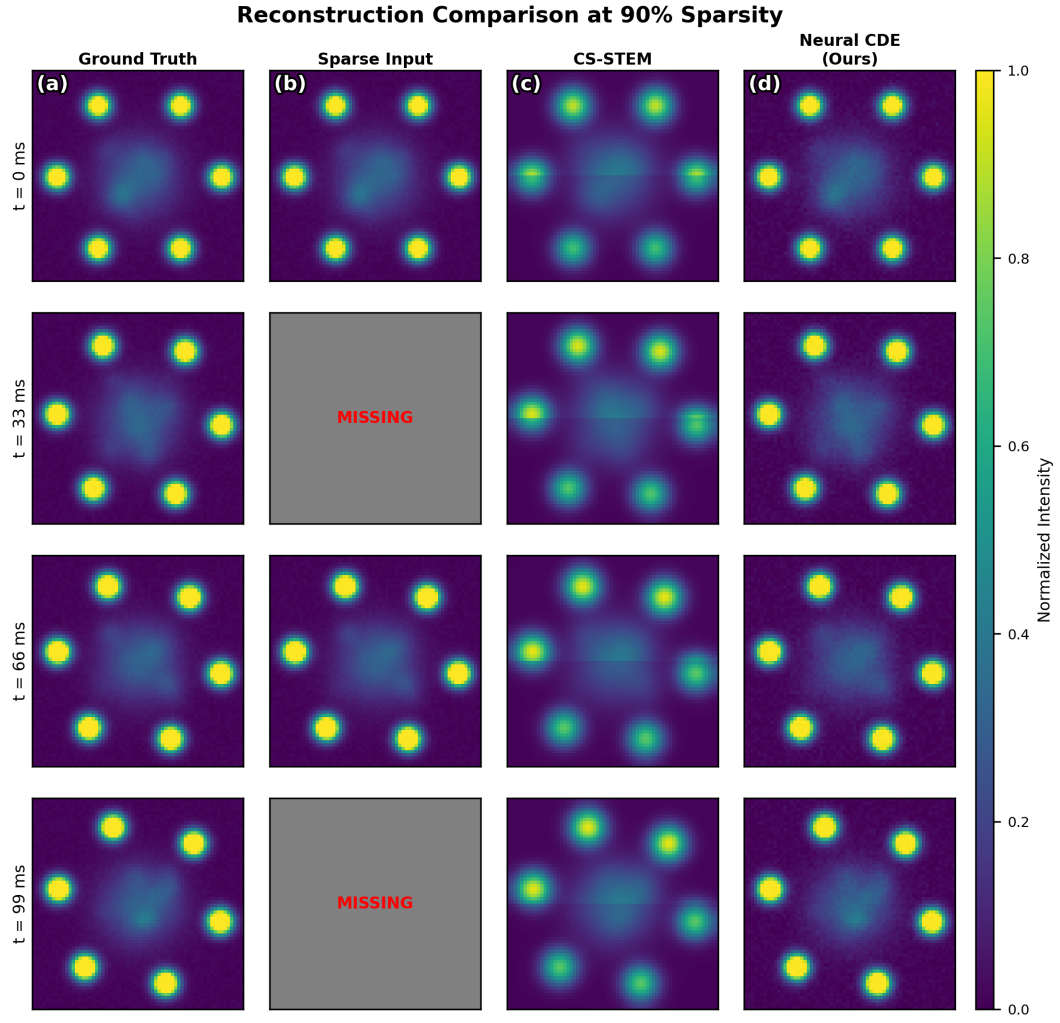 Reconstruction Comparison at 90% Sparsity
Ground Truth
Sparse Input
CS-STEM
Neural CDE
(Ours)
(a)
(b)
(c)
(d)
t = 0 ms
t = 33 ms
MISSING
t = 66 ms
t = 99 ms
MISSING
1.0
0.8
0.6
0.4
0.2
0.0
Normalized Intensity